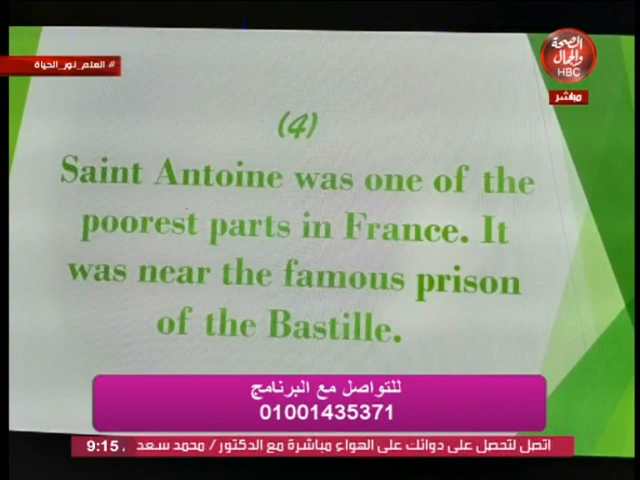 الصحة
والجمال
HBC
مباشر
#العلم_نور_الحياة
(4)
Saint Antoine was one of the
poorest parts in France. It
was near the famous prison
of the Bastille.
للتواصل مع البرنامج
01001435371
اتصل لتحصل على دوائك على الهواء مباشرة مع الدكتور/ محمد سعد
9:15